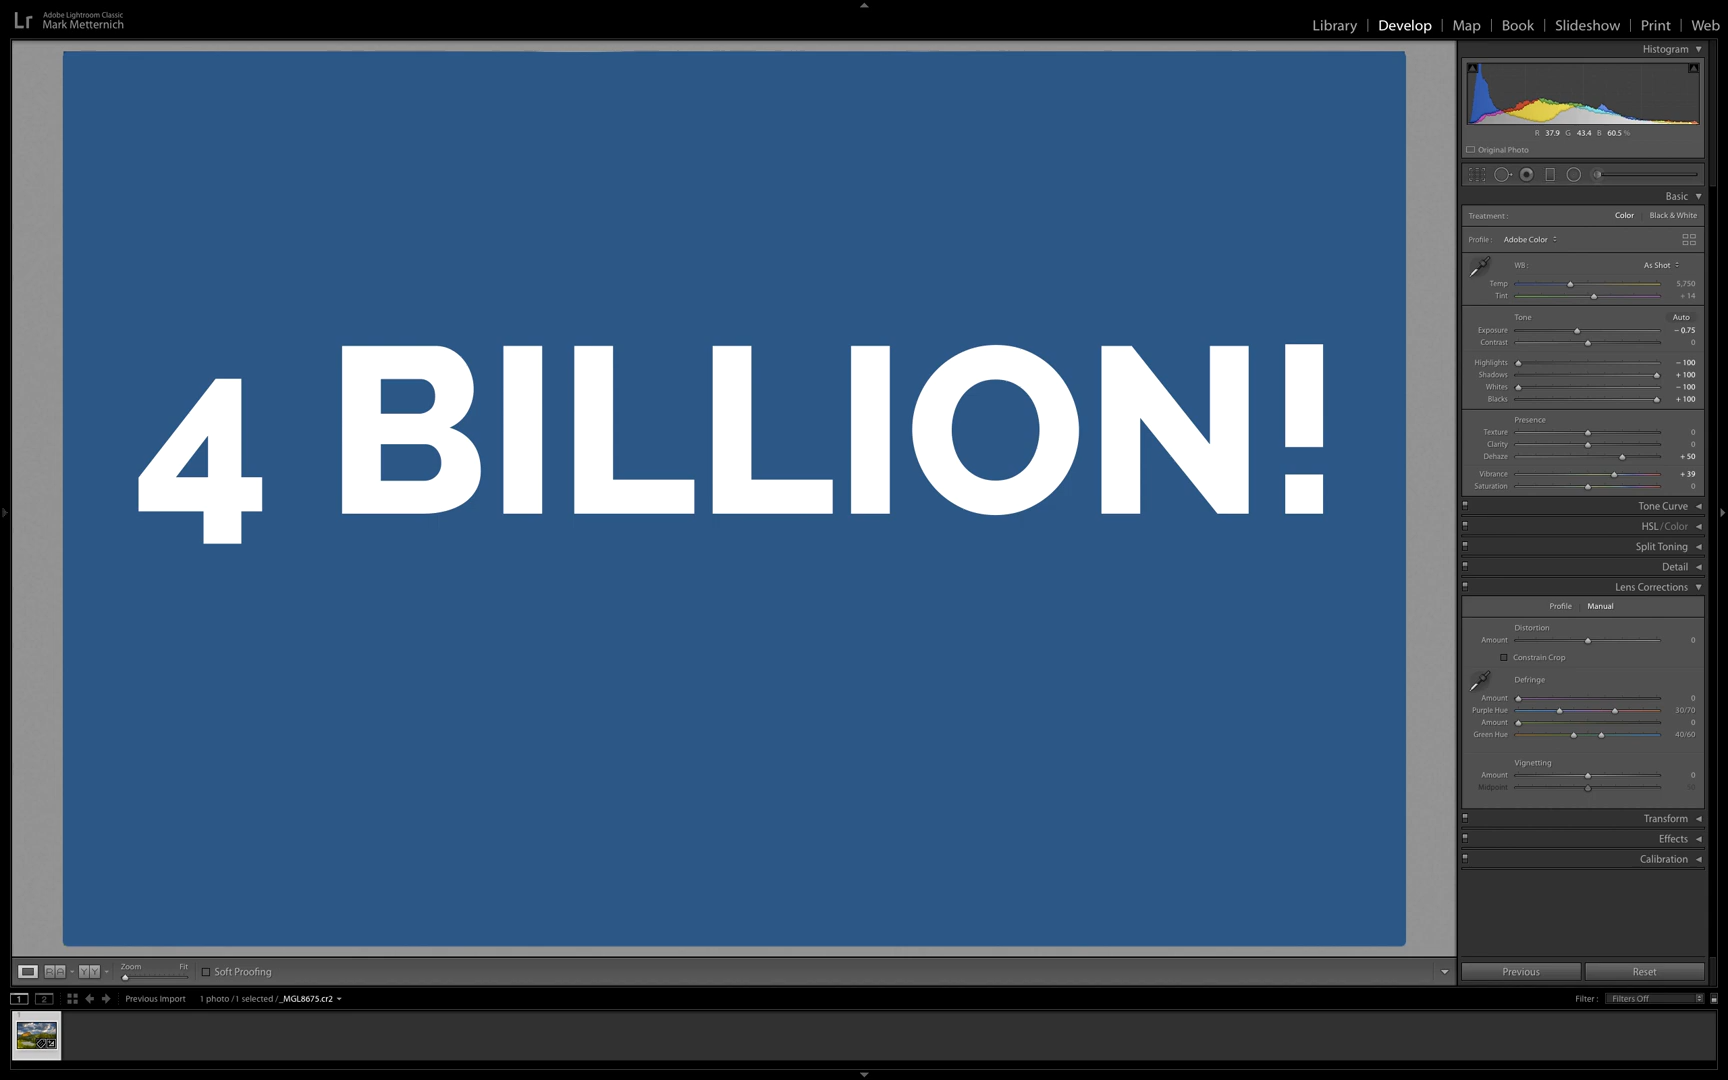 Adobe Lightroom Classic
Lr Mark Metternich
Library | Develop | Map | Book | Slideshow | Print | Web
Histogram
R 37.9 G 43.4 B 60.5 %
Original Photo
Basic
Treatment : Color Black & White
Profile : Adobe Color
WB : As Shot
Temp 5,750
Tint + 14
Tone Auto
Exposure − 0.75
Contrast 0
Highlights − 100
Shadows + 100
Whites − 100
Blacks + 100
Presence
Texture 0
Clarity 0
Dehaze + 50
Vibrance + 39
Saturation 0
Tone Curve
HSL / Color
Split Toning
Detail
Lens Corrections
Profile Manual
Distortion
Amount 0
Constrain Crop
Defringe
Amount 0
Purple Hue 30/70
Amount 0
Green Hue 40/60
Vignetting
Amount 0
Midpoint
Transform
Effects
Calibration
Previous Reset
4 BILLION!
Zoom Fit
Soft Proofing
1 2 Previous Import 1 photo / 1 selected / _MGL8675.cr2
Filter : Filters Off